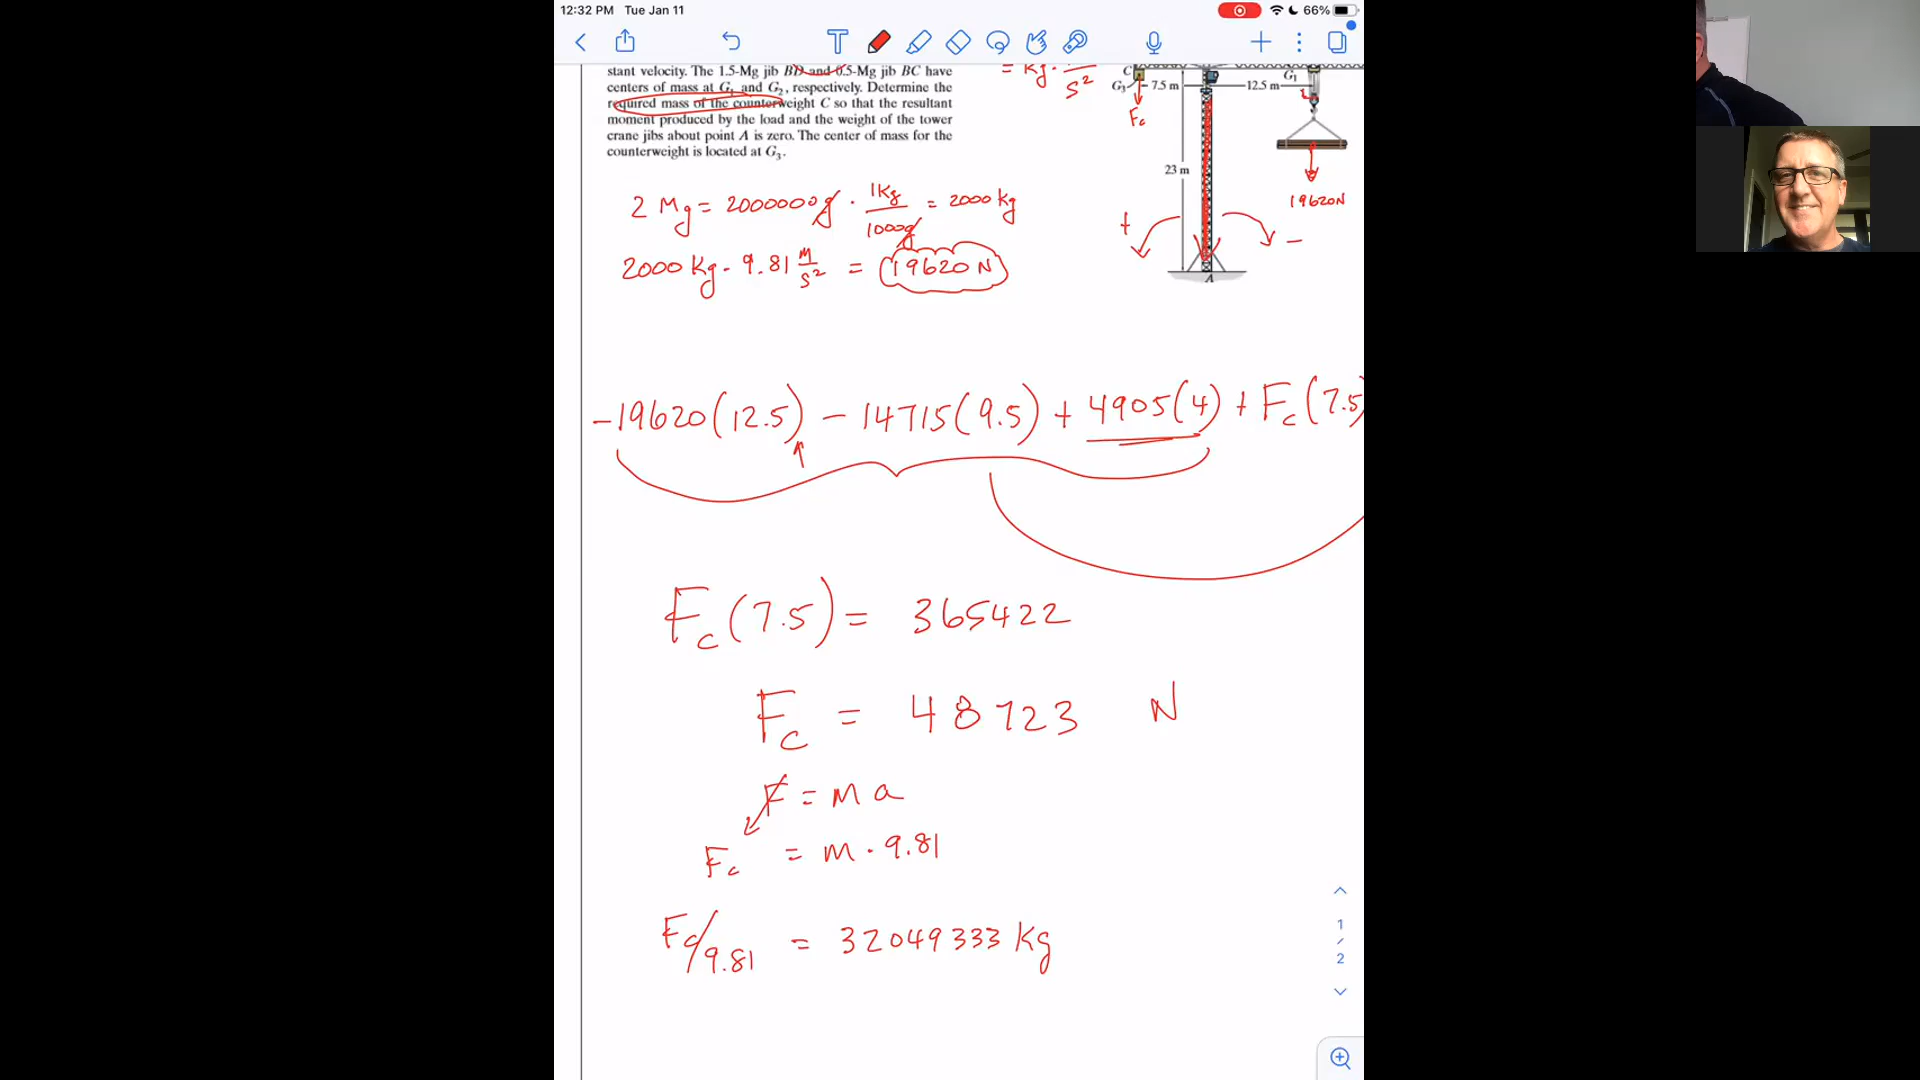 12:32 PM Tue Jan 11
66%
stant velocity. The 1.5-Mg jib BD and 0.5-Mg jib BC have
centers of mass at G1 and G2, respectively. Determine the
required mass of the counterweight C so that the resultant
moment produced by the load and the weight of the tower
crane jibs about point A is zero. The center of mass for the
counterweight is located at G3.
= Kg · m/s²
C
G3 7.5 m 12.5 m G1
Fc
23 m
19620N
+ −
A
2 Mg = 2000000g · 1Kg/1000g = 2000 kg
2000 Kg · 9.81 m/s² = 19620 N
-19620(12.5) - 14715(9.5) + 4905(4) + Fc(7.5)
Fc(7.5) = 365422
Fc = 48723 N
F = ma
Fc = m · 9.81
Fc/9.81 = 32049333 Kg
1
/
2